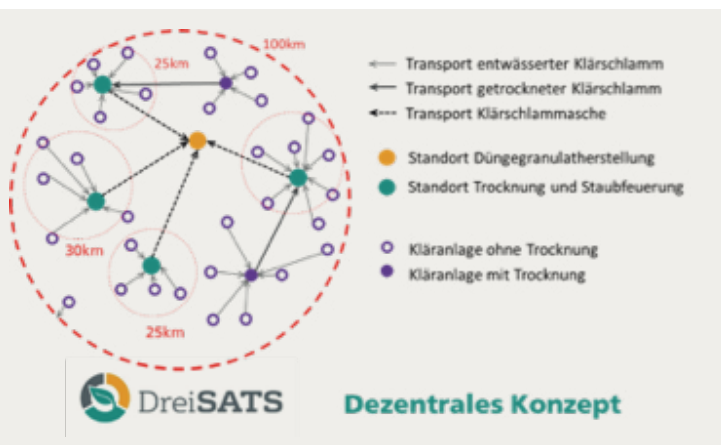 100km
25km
30km
25km
Transport entwässerter Klärschlamm
Transport getrockneter Klärschlamm
Transport Klärschlammasche
Standort Düngegranulatherstellung
Standort Trocknung und Staubfeuerung
Kläranlage ohne Trocknung
Kläranlage mit Trocknung
DreiSATS
Dezentrales Konzept